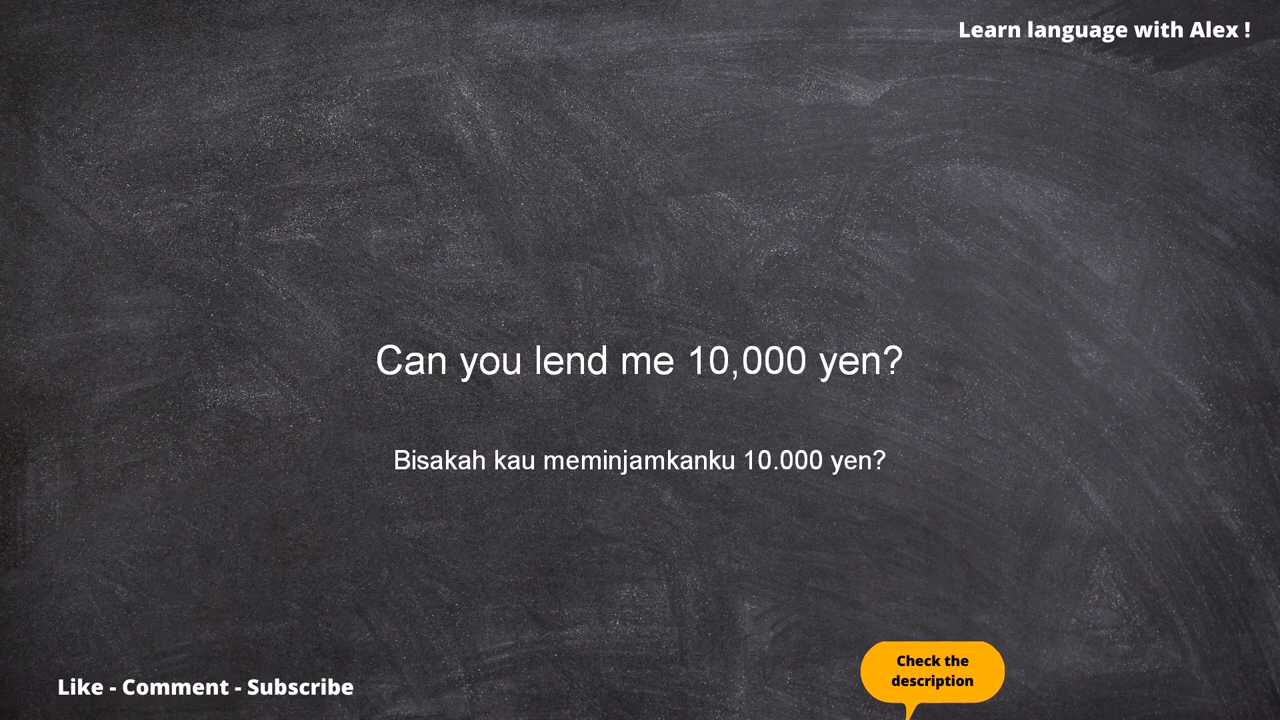 Learn language with Alex !
Can you lend me 10,000 yen?
Bisakah kau meminjamkanku 10.000 yen?
Check the
description
Like - Comment - Subscribe